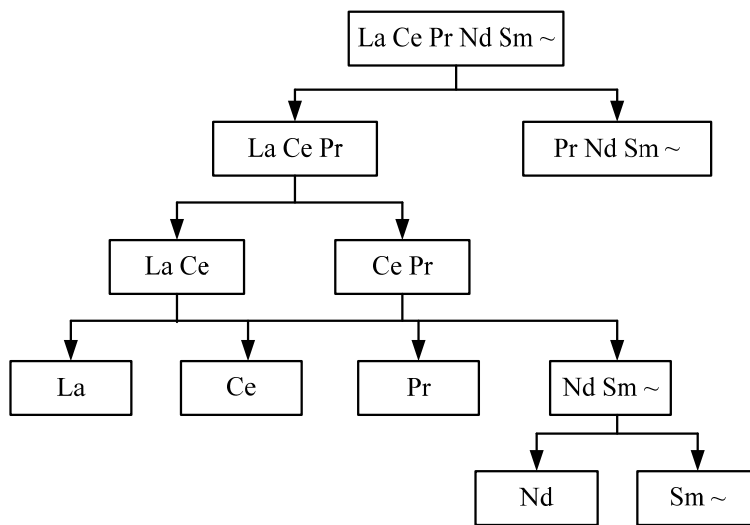 La Ce Pr Nd Sm ~
La Ce Pr
Pr Nd Sm ~
La Ce
Ce Pr
La
Ce
Pr
Nd Sm ~
Nd
Sm ~